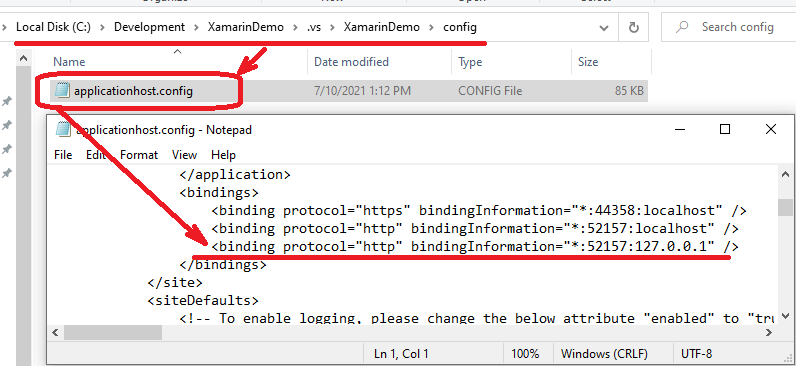 Local Disk (C:) > Development > XamarinDemo > .vs > XamarinDemo > config
Search config
Name Date modified Type Size
applicationhost.config 7/10/2021 1:12 PM CONFIG File 85 KB
applicationhost.config - Notepad
File Edit Format View Help
</application>
<bindings>
<binding protocol="https" bindingInformation="*:44358:localhost" />
<binding protocol="http" bindingInformation="*:52157:localhost" />
<binding protocol="http" bindingInformation="*:52157:127.0.0.1" />
</bindings>
</site>
<siteDefaults>
<!-- To enable logging, please change the below attribute "enabled" to "tru
Ln 1, Col 1 100% Windows (CRLF) UTF-8